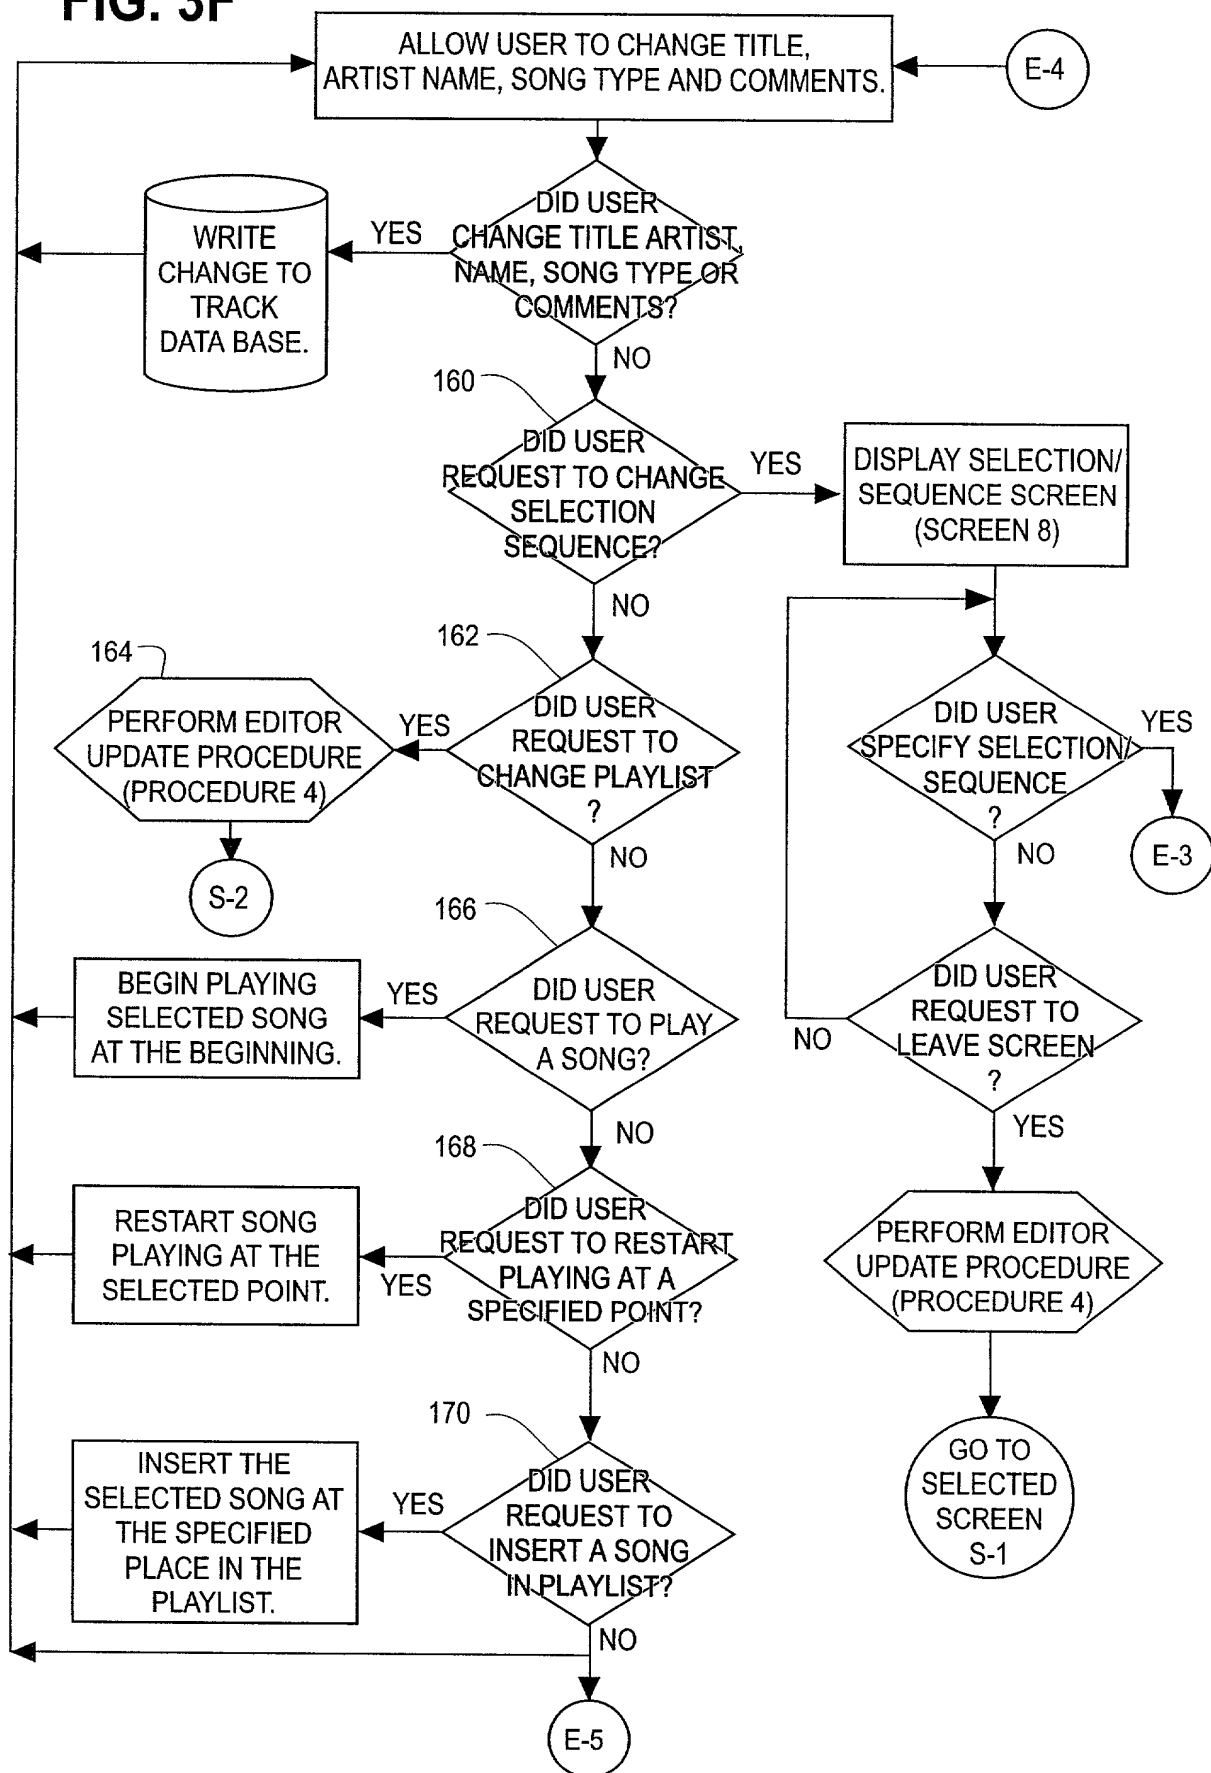 FIG. 3F
ALLOW USER TO CHANGE TITLE,
ARTIST NAME, SONG TYPE AND COMMENTS.
E-4
DID USER
CHANGE TITLE ARTIST,
NAME, SONG TYPE OR
COMMENTS?
YES
WRITE
CHANGE TO
TRACK
DATA BASE.
NO
160
DID USER
REQUEST TO CHANGE
SELECTION
SEQUENCE?
YES
DISPLAY SELECTION/
SEQUENCE SCREEN
(SCREEN 8)
NO
162
DID USER
REQUEST TO
CHANGE PLAYLIST
?
YES
164
PERFORM EDITOR
UPDATE PROCEDURE
(PROCEDURE 4)
S-2
NO
DID USER
SPECIFY SELECTION/
SEQUENCE
?
YES
E-3
NO
166
DID USER
REQUEST TO PLAY
A SONG?
YES
BEGIN PLAYING
SELECTED SONG
AT THE BEGINNING.
NO
DID USER
REQUEST TO
LEAVE SCREEN
?
NO
YES
168
DID USER
REQUEST TO RESTART
PLAYING AT A
SPECIFIED POINT?
YES
RESTART SONG
PLAYING AT THE
SELECTED POINT.
NO
PERFORM EDITOR
UPDATE PROCEDURE
(PROCEDURE 4)
170
DID USER
REQUEST TO
INSERT A SONG
IN PLAYLIST?
YES
INSERT THE
SELECTED SONG AT
THE SPECIFIED
PLACE IN THE
PLAYLIST.
NO
GO TO
SELECTED
SCREEN
S-1
E-5